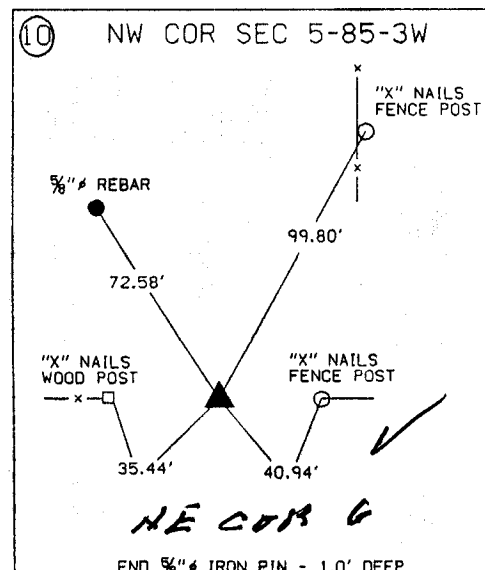 10 NW COR SEC 5-85-3W
"X" NAILS
FENCE POST
⅝"ø REBAR
99.80'
72.58'
"X" NAILS
WOOD POST
"X" NAILS
FENCE POST
35.44'
40.94'
NE COR 6
FND ⅝"ø IRON PIN - 1.0' DEEP